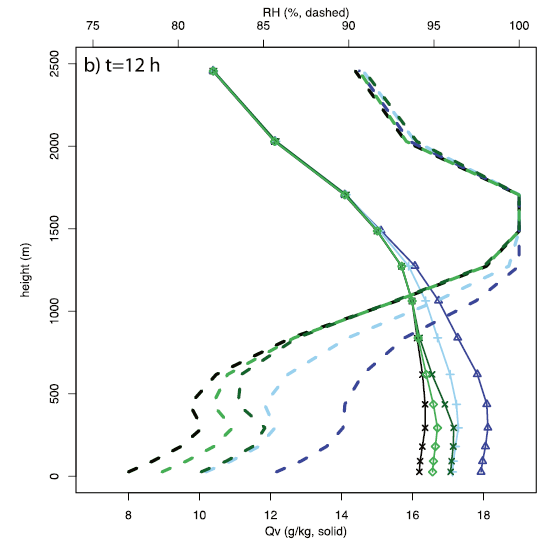 RH (%, dashed)
75 80 85 90 95 100
b) t=12 h
2500
2000
1500
1000
500
0
height (m)
8 10 12 14 16 18
Qv (g/kg, solid)